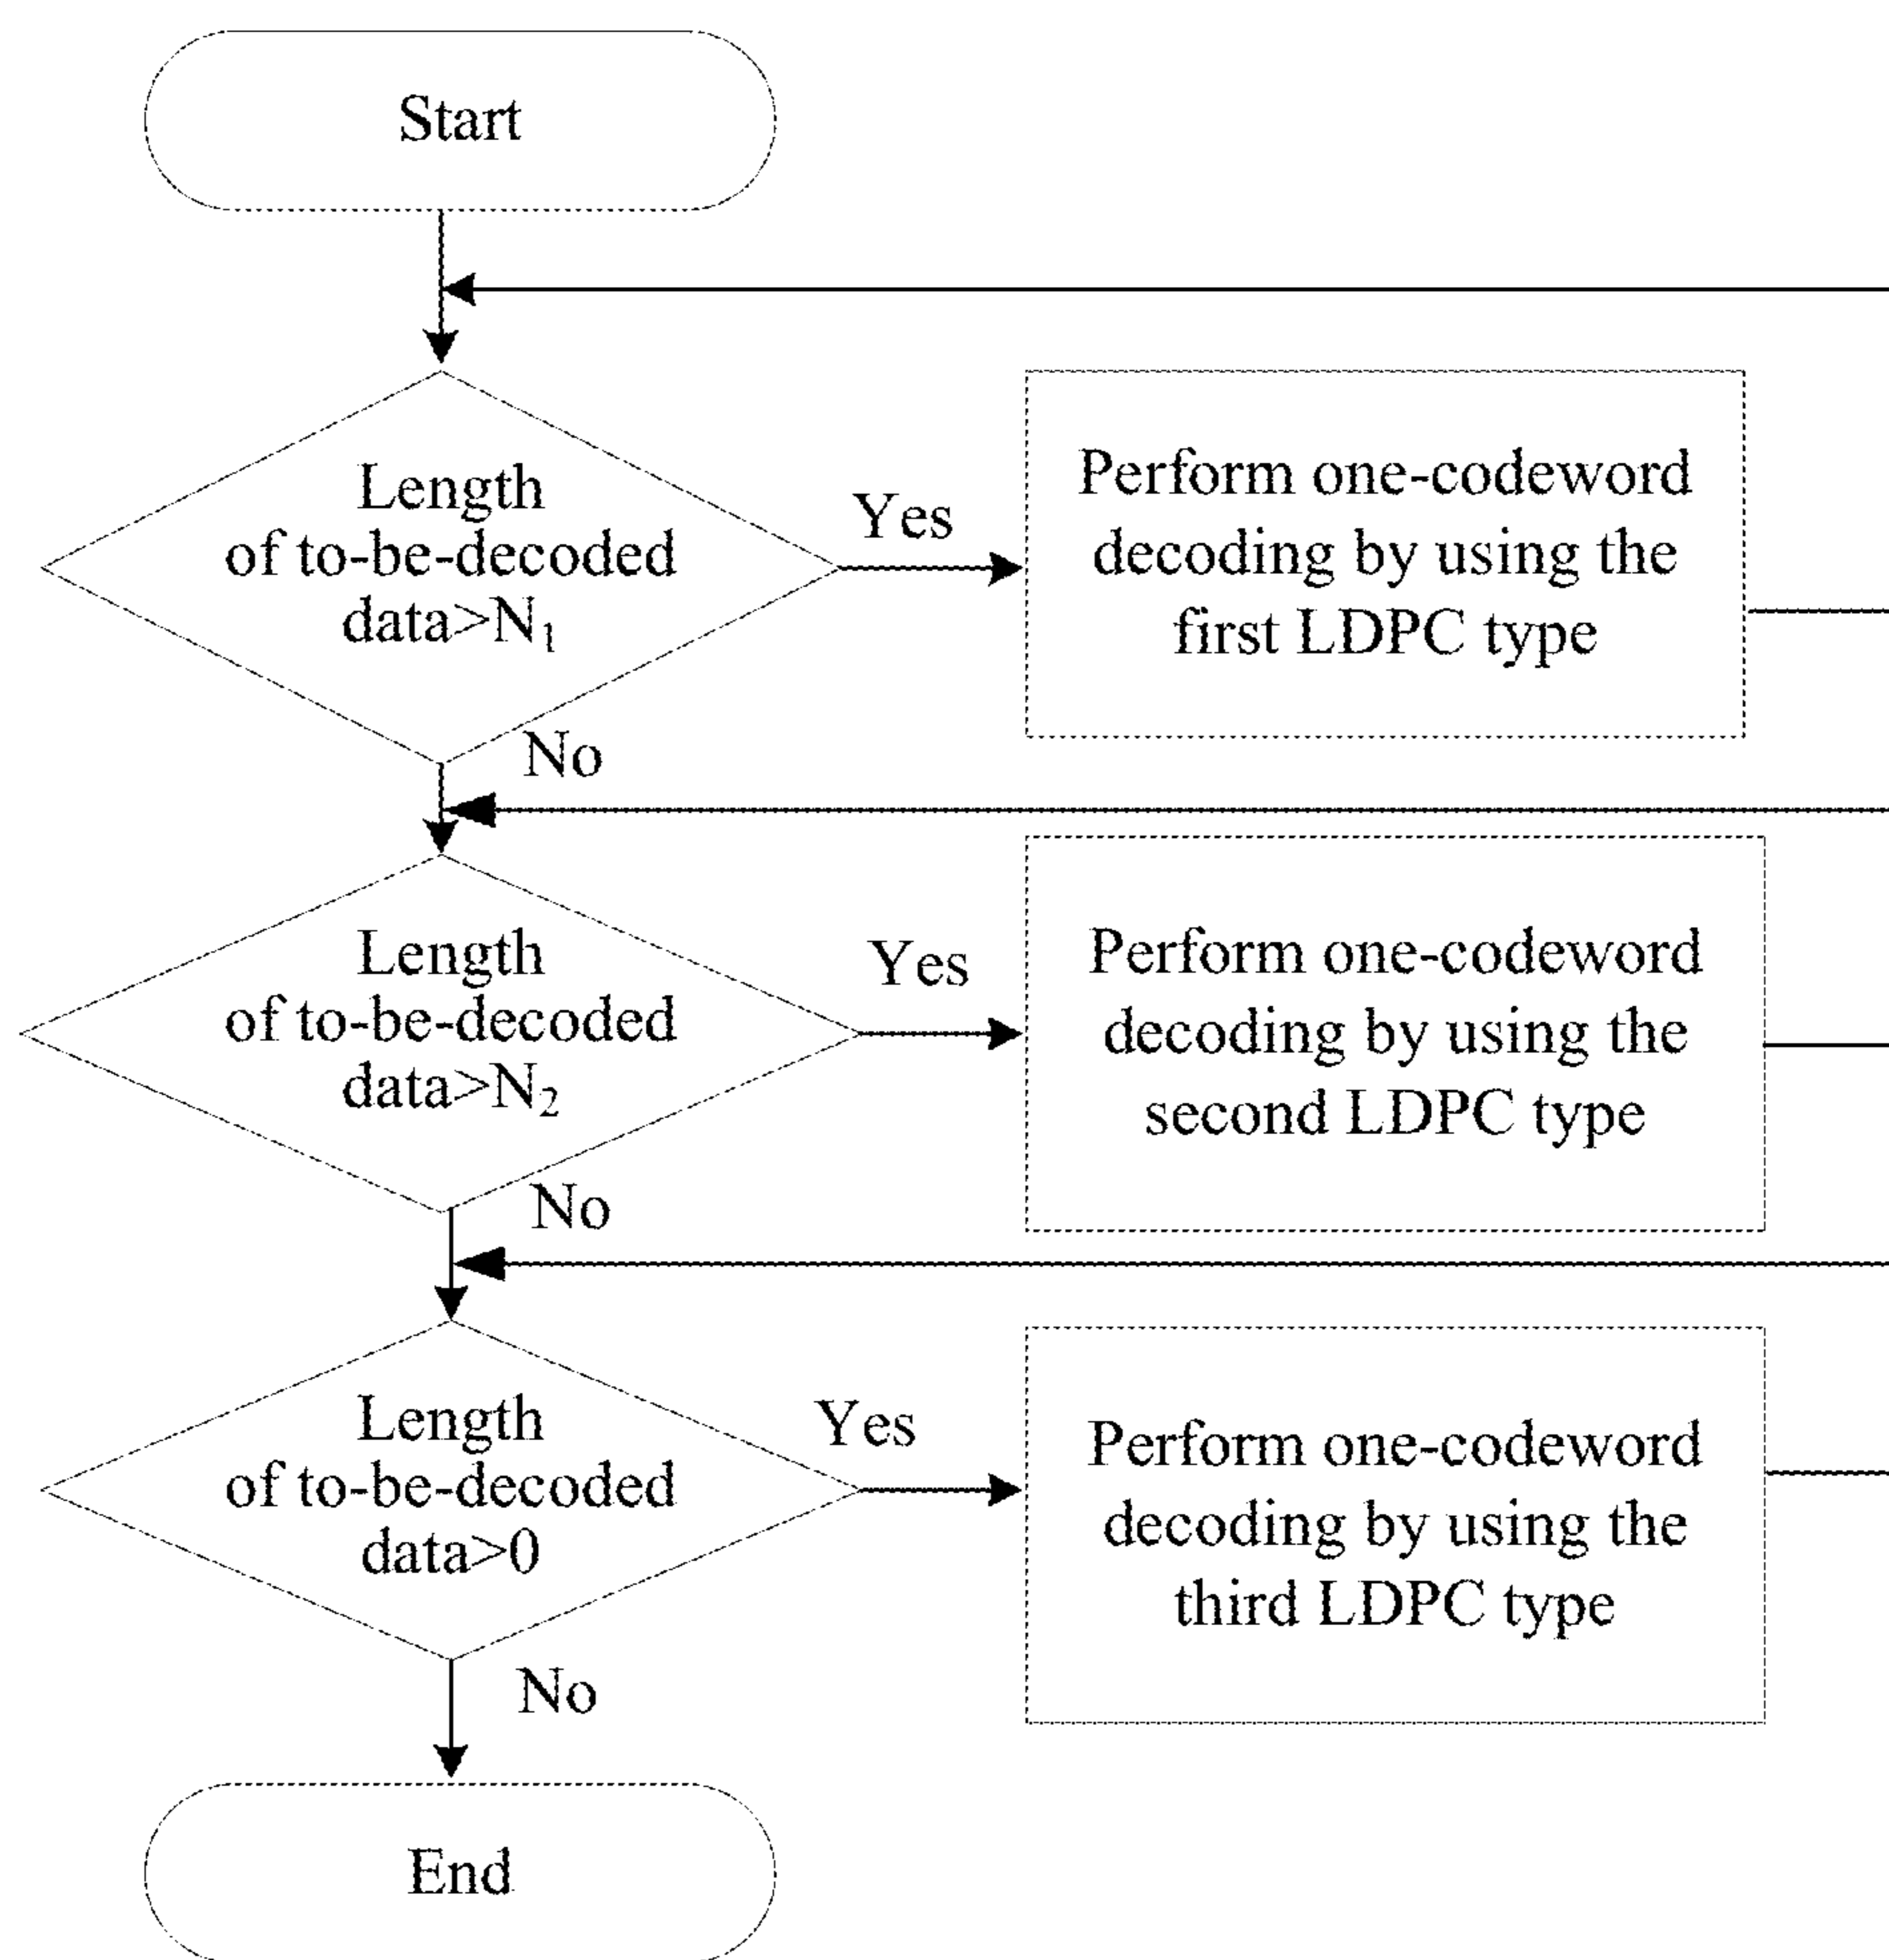 Start
Length
of to-be-decoded
data>N₁
Yes
Perform one-codeword
decoding by using the
first LDPC type
No
Length
of to-be-decoded
data>N₂
Yes
Perform one-codeword
decoding by using the
second LDPC type
No
Length
of to-be-decoded
data>0
Yes
Perform one-codeword
decoding by using the
third LDPC type
No
End